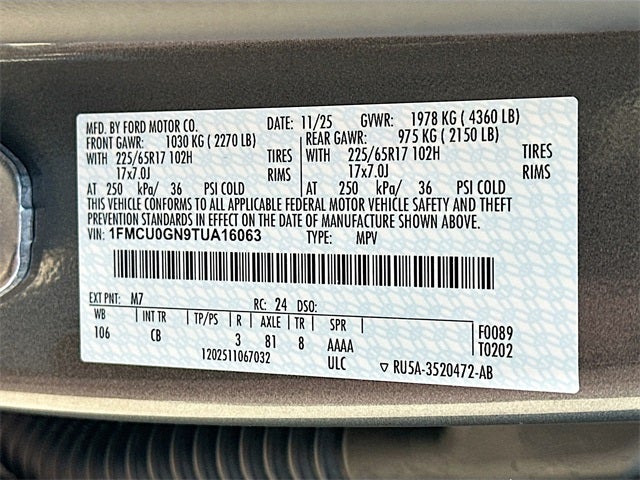 MFD. BY FORD MOTOR CO. DATE: 11/25 GVWR: 1978 KG ( 4360 LB)
FRONT GAWR: 1030 KG ( 2270 LB) REAR GAWR: 975 KG ( 2150 LB)
WITH 225/65R17 102H TIRES WITH 225/65R17 102H TIRES
17x7.0J RIMS 17x7.0J RIMS
AT 250 kPa/ 36 PSI COLD AT 250 kPa/ 36 PSI COLD
THIS VEHICLE CONFORMS TO ALL APPLICABLE FEDERAL MOTOR VEHICLE SAFETY AND THEFT
PREVENTION STANDARDS IN EFFECT ON THE DATE OF MANUFACTURE SHOWN ABOVE.
VIN: 1FMCU0GN9TUA16063 TYPE: MPV
EXT PNT: M7 RC: 24 DSO:
WB INT TR TP/PS R AXLE TR SPR F0089
106 CB 3 81 8 AAAA T0202
1202511067032 ULC ▽ RU5A-3520472-AB